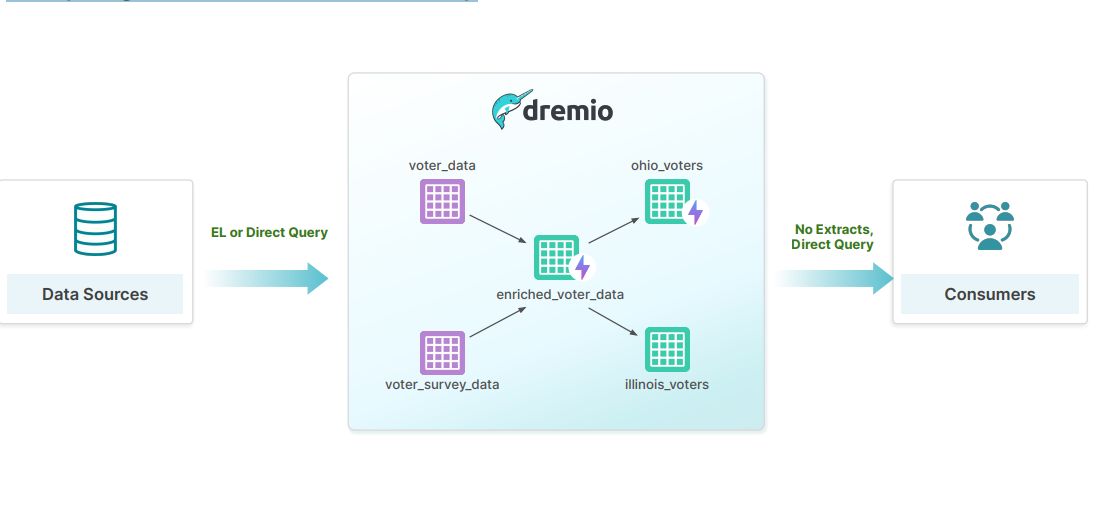 dremio
voter_data
ohio_voters
EL or Direct Query
No Extracts,
Direct Query
Data Sources
enriched_voter_data
Consumers
voter_survey_data
illinois_voters